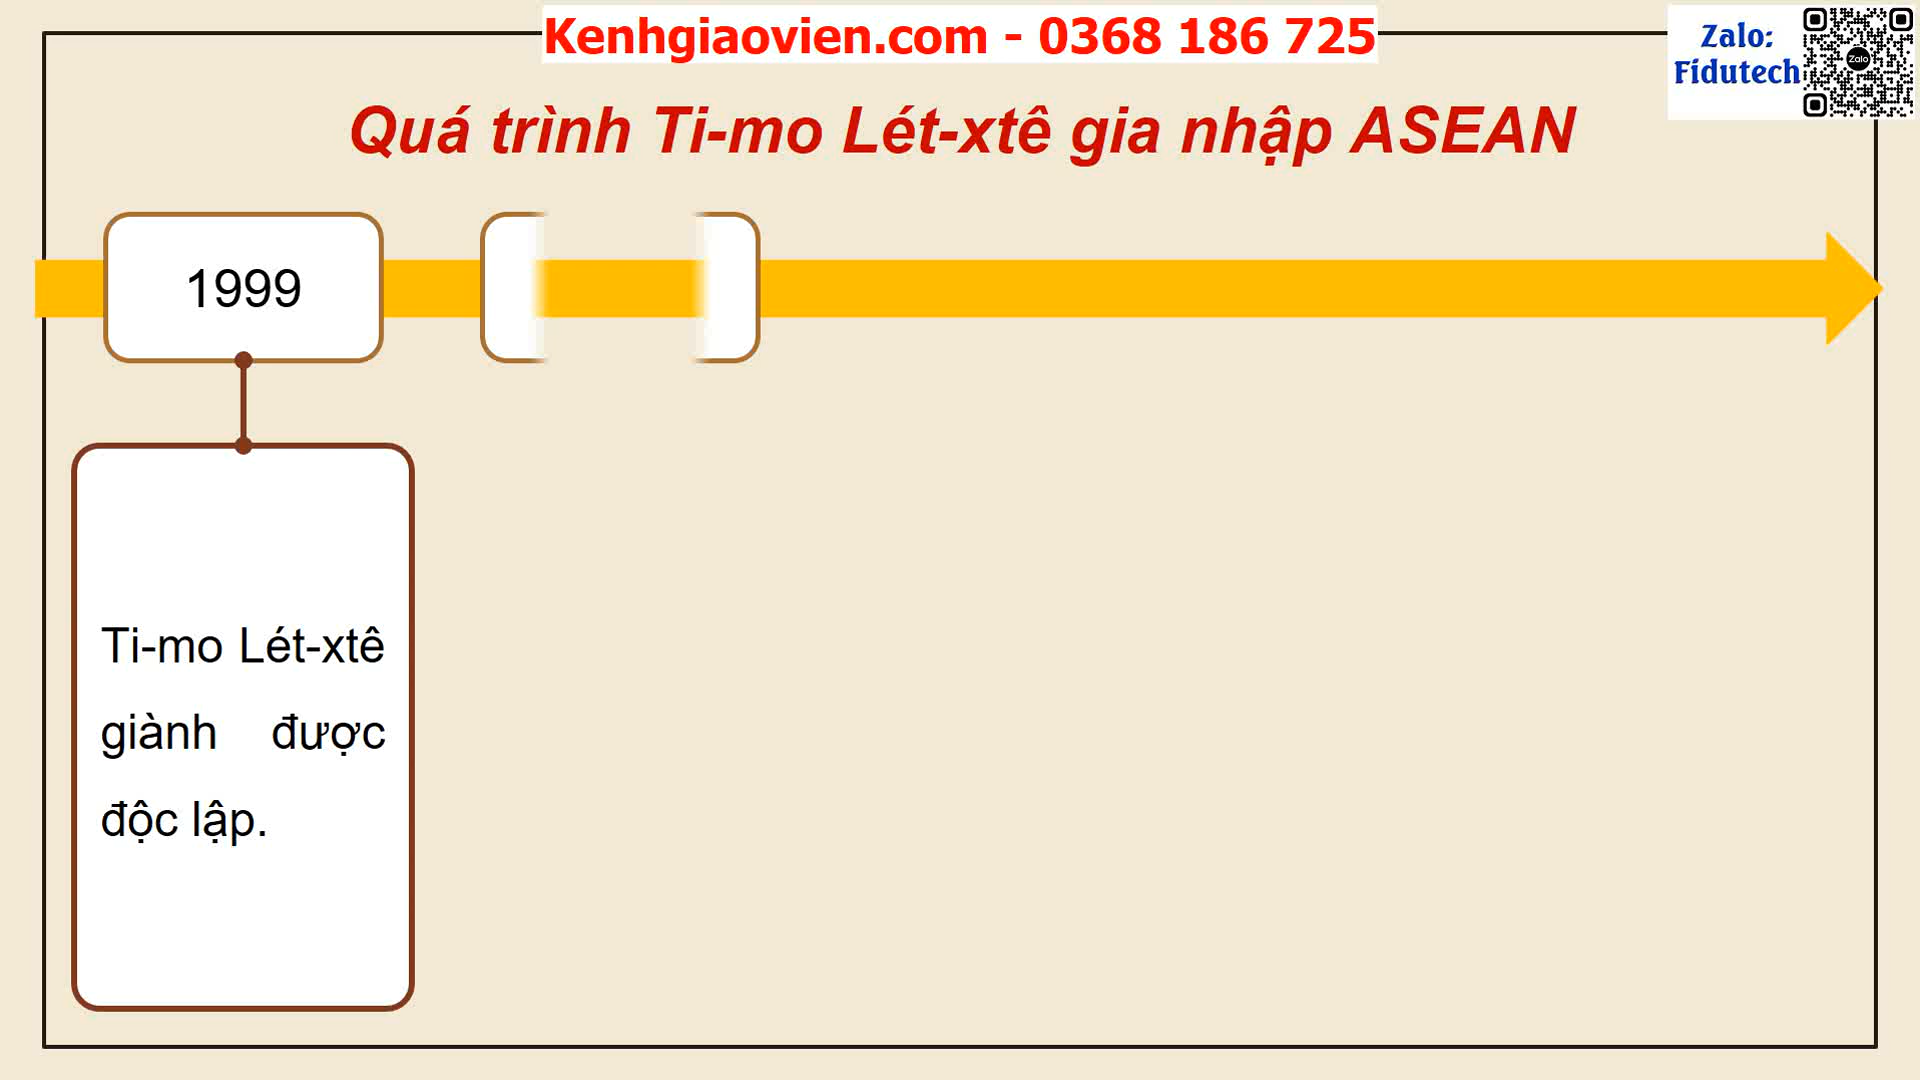 Kenhgiaovien.com - 0368 186 725
Zalo:
Fidutech
Zalo
Quá trình Ti-mo Lét-xtê gia nhập ASEAN
1999
Ti-mo Lét-xtê
giành được
độc lập.